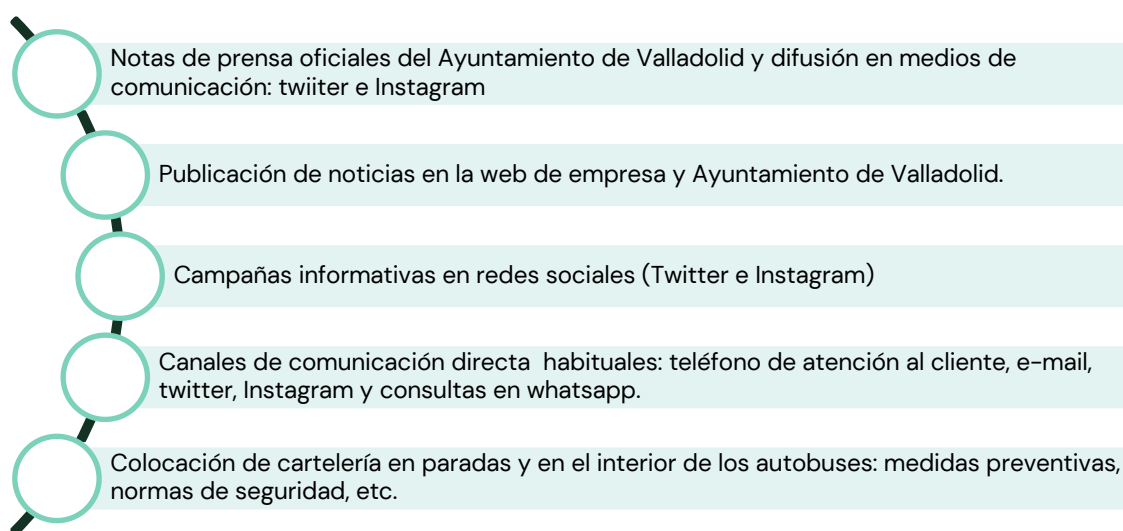 Notas de prensa oficiales del Ayuntamiento de Valladolid y difusión en medios de
comunicación: twiiter e Instagram
Publicación de noticias en la web de empresa y Ayuntamiento de Valladolid.
Campañas informativas en redes sociales (Twitter e Instagram)
Canales de comunicación directa  habituales: teléfono de atención al cliente, e-mail,
twitter, Instagram y consultas en whatsapp.
Colocación de cartelería en paradas y en el interior de los autobuses: medidas preventivas,
normas de seguridad, etc.